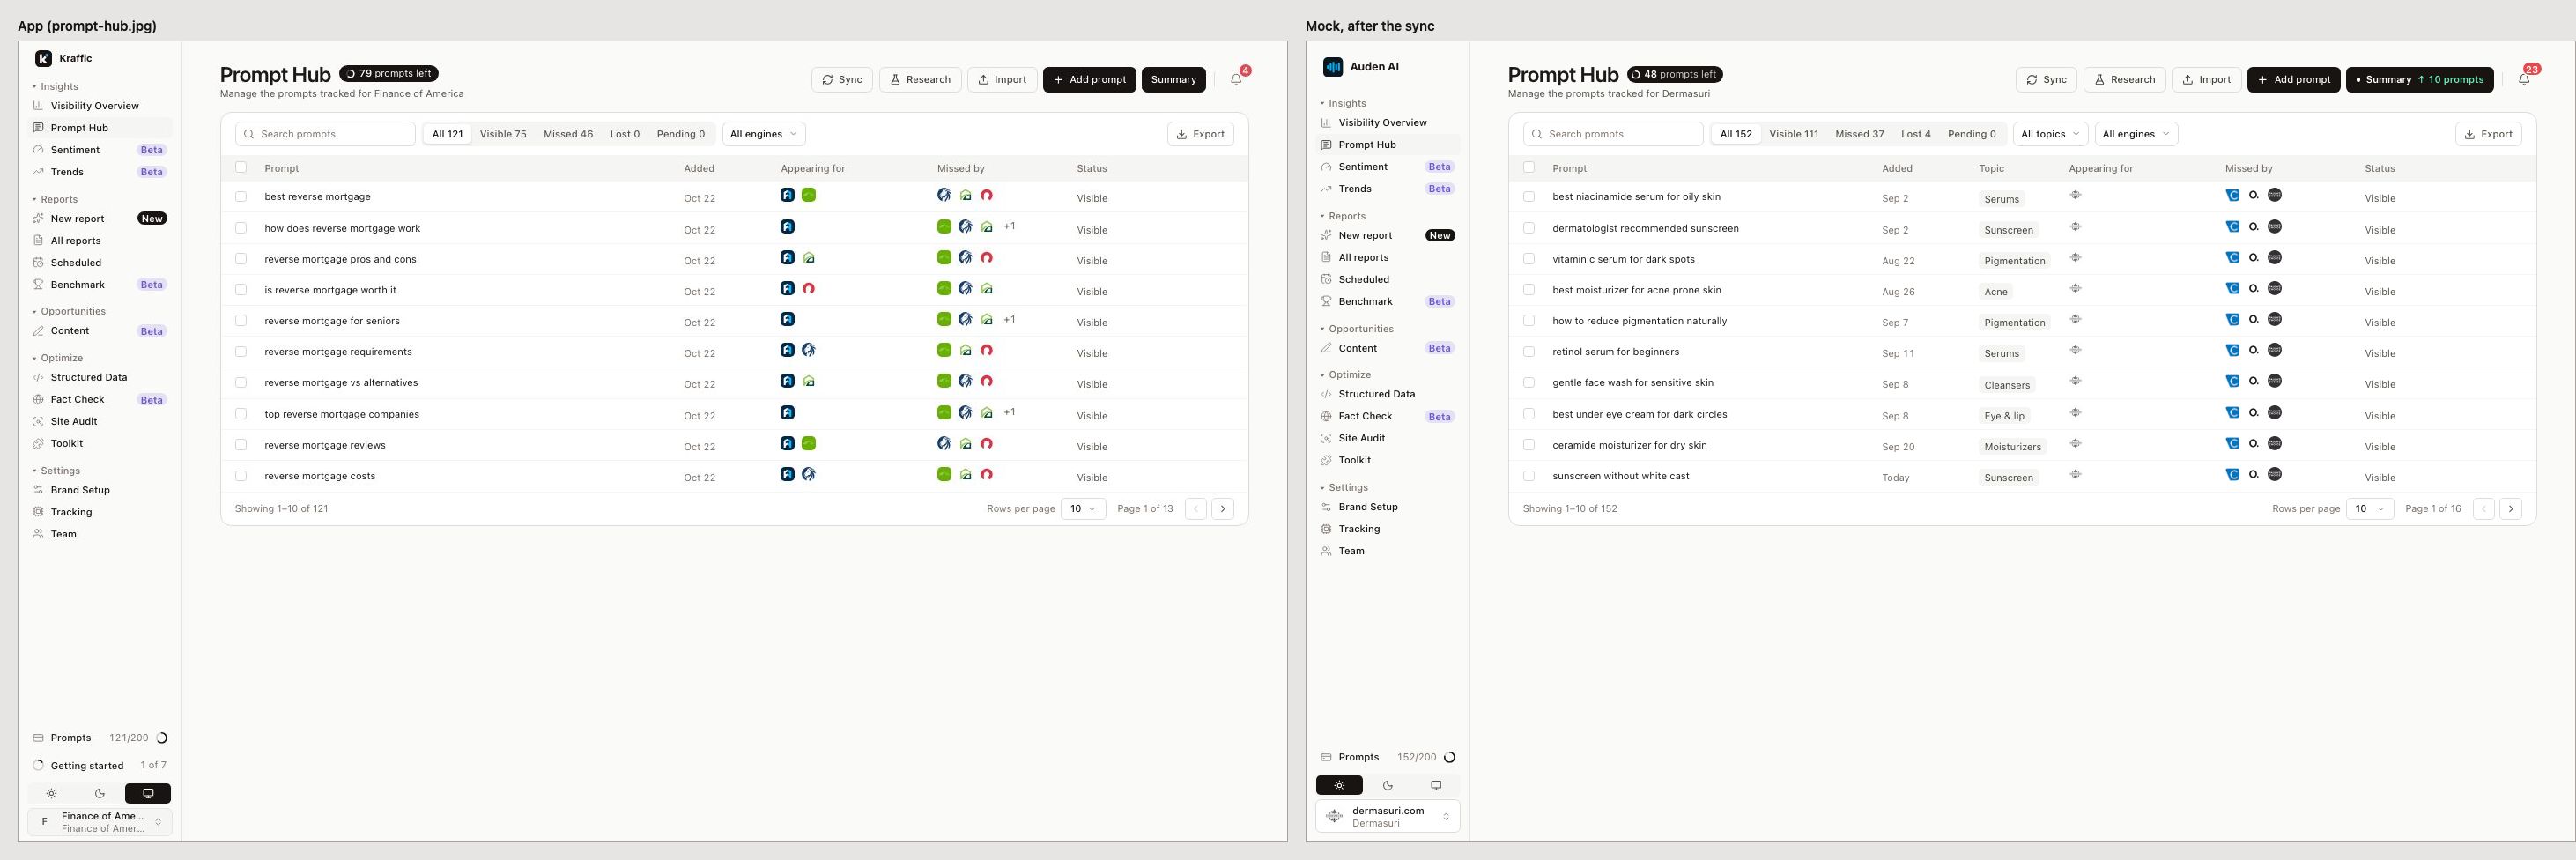 App (prompt-hub.jpg)
Kraffic
Insights
Visibility Overview
Prompt Hub
Sentiment Beta
Trends Beta
Reports
New report New
All reports
Scheduled
Benchmark Beta
Opportunities
Content Beta
Optimize
Structured Data
Fact Check Beta
Site Audit
Toolkit
Settings
Brand Setup
Tracking
Team
Prompts 121/200
Getting started 1 of 7
F Finance of Ame...
Finance of Amer...
Prompt Hub 79 prompts left
Manage the prompts tracked for Finance of America
Sync Research Import + Add prompt Summary 4
Search prompts All 121 Visible 75 Missed 46 Lost 0 Pending 0 All engines Export
Prompt Added Appearing for Missed by Status
best reverse mortgage Oct 22 Visible
how does reverse mortgage work Oct 22 +1 Visible
reverse mortgage pros and cons Oct 22 Visible
is reverse mortgage worth it Oct 22 Visible
reverse mortgage for seniors Oct 22 +1 Visible
reverse mortgage requirements Oct 22 Visible
reverse mortgage vs alternatives Oct 22 Visible
top reverse mortgage companies Oct 22 +1 Visible
reverse mortgage reviews Oct 22 Visible
reverse mortgage costs Oct 22 Visible
Showing 1–10 of 121 Rows per page 10 Page 1 of 13
Mock, after the sync
Auden AI
Insights
Visibility Overview
Prompt Hub
Sentiment Beta
Trends Beta
Reports
New report New
All reports
Scheduled
Benchmark Beta
Opportunities
Content Beta
Optimize
Structured Data
Fact Check Beta
Site Audit
Toolkit
Settings
Brand Setup
Tracking
Team
Prompts 152/200
dermasuri.com
Dermasuri
Prompt Hub 48 prompts left
Manage the prompts tracked for Dermasuri
Sync Research Import + Add prompt • Summary ↑ 10 prompts 23
Search prompts All 152 Visible 111 Missed 37 Lost 4 Pending 0 All topics All engines Export
Prompt Added Topic Appearing for Missed by Status
best niacinamide serum for oily skin Sep 2 Serums C O. Visible
dermatologist recommended sunscreen Sep 2 Sunscreen C O. Visible
vitamin c serum for dark spots Aug 22 Pigmentation C O. Visible
best moisturizer for acne prone skin Aug 26 Acne C O. Visible
how to reduce pigmentation naturally Sep 7 Pigmentation C O. Visible
retinol serum for beginners Sep 11 Serums C O. Visible
gentle face wash for sensitive skin Sep 8 Cleansers C O. Visible
best under eye cream for dark circles Sep 8 Eye & lip C O. Visible
ceramide moisturizer for dry skin Sep 20 Moisturizers C O. Visible
sunscreen without white cast Today Sunscreen C O. Visible
Showing 1–10 of 152 Rows per page 10 Page 1 of 16